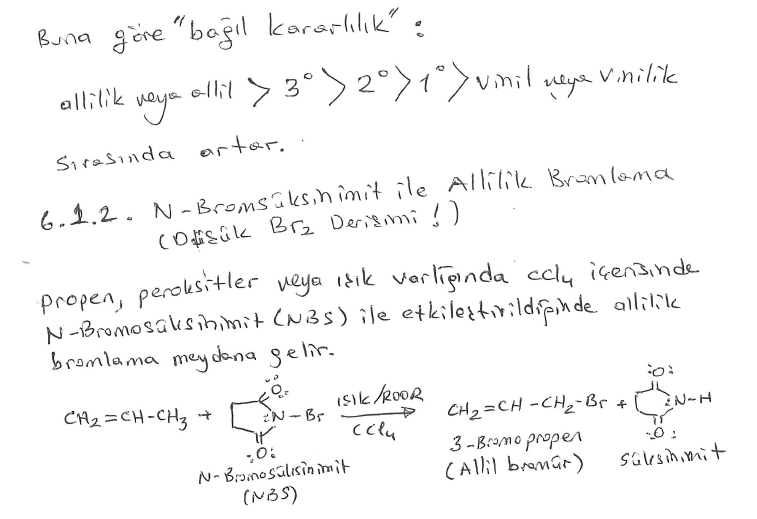 Buna göre "bağıl kararlılık" :
allilik veya allil > 3° > 2° > 1° > vinil veya vinilik
sırasında artar.
6.1.2. N-Bromsüksinimit ile Allilik Bromlama
(Düşük Br₂ Derişimi!)
propen, peroksitler veya ışık varlığında CCl₄ içerisinde
N-Bromosüksinimit (NBS) ile etkileştirildiğinde allilik
bromlama meydana gelir.
CH₂=CH-CH₃ + :O: :N-Br :O: ışık/ROOR CCl₄ CH₂=CH-CH₂-Br + :O: :N-H :O:
N-Bromosüksinimit (NBS)
3-Bromopropen (Allil bromür)
süksinimit